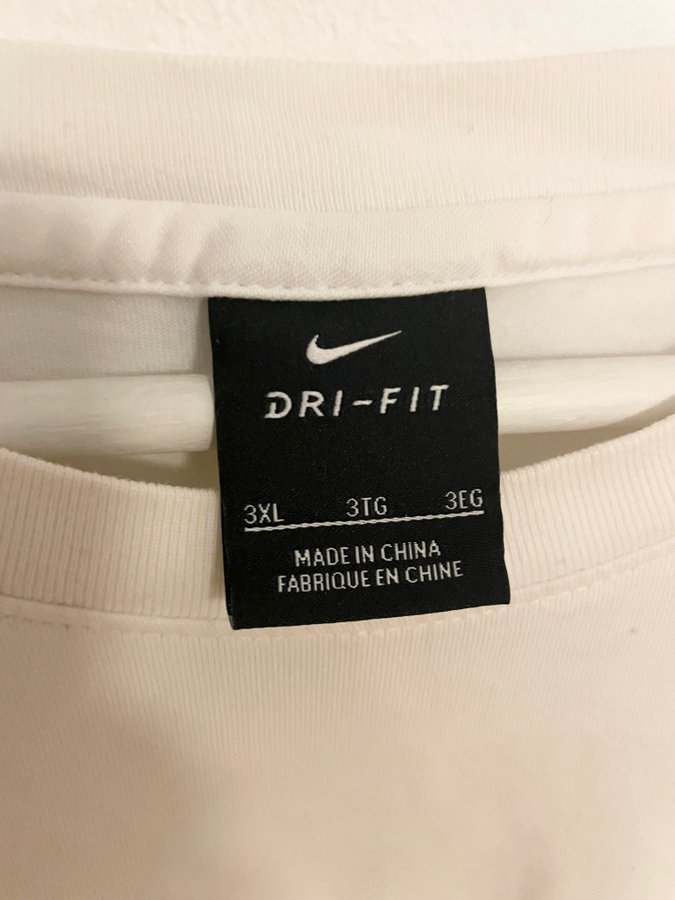 DRI-FIT
3XL 3TG 3EG
MADE IN CHINA
FABRIQUE EN CHINE